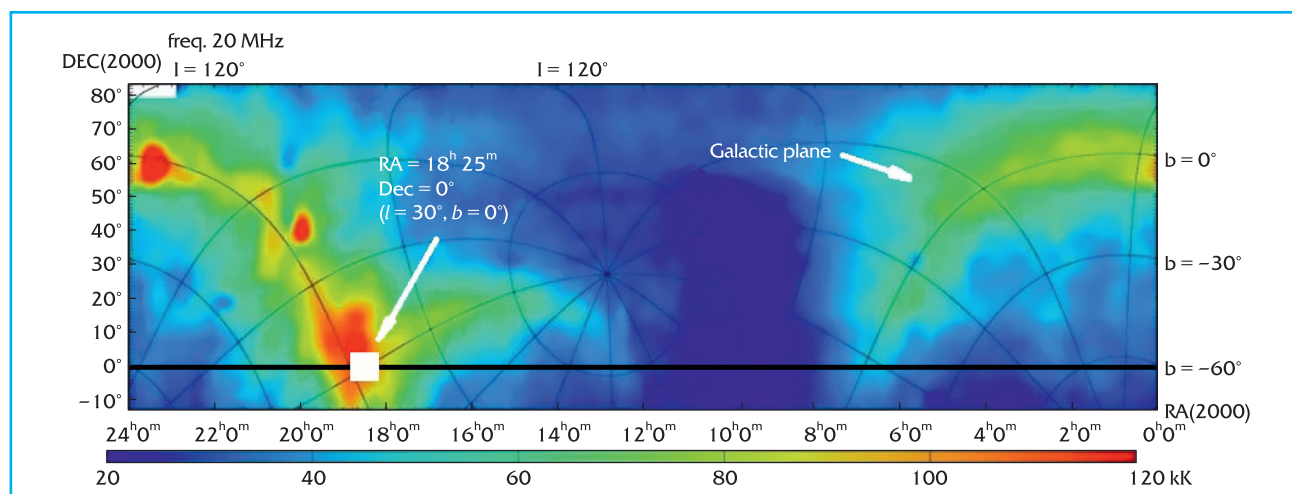 freq. 20 MHz
DEC(2000)
l = 120°
l = 120°
80°
70°
60°
50°
40°
30°
20°
10°
0°
−10°
RA = 18ʰ 25ᵐ
Dec = 0°
(l = 30°, b = 0°)
Galactic plane
b = 0°
b = −30°
b = −60°
RA(2000)
24ʰ0ᵐ 22ʰ0ᵐ 20ʰ0ᵐ 18ʰ0ᵐ 16ʰ0ᵐ 14ʰ0ᵐ 12ʰ0ᵐ 10ʰ0ᵐ 8ʰ0ᵐ 6ʰ0ᵐ 4ʰ0ᵐ 2ʰ0ᵐ 0ʰ0ᵐ
20 40 60 80 100 120 kK